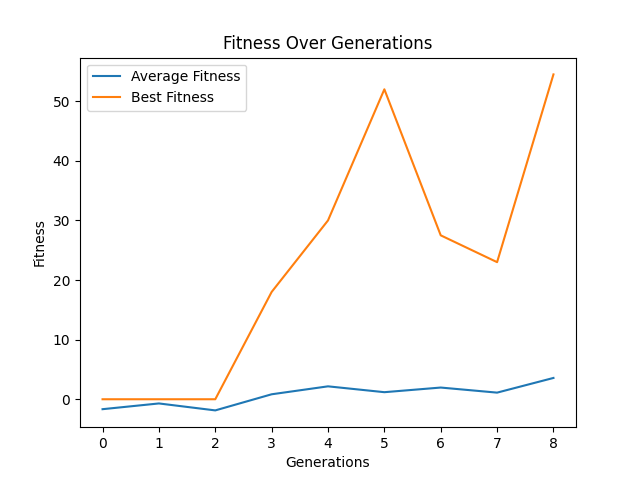 Fitness Over Generations
Average Fitness
Best Fitness
50
40
30
20
10
0
Fitness
0 1 2 3 4 5 6 7 8
Generations